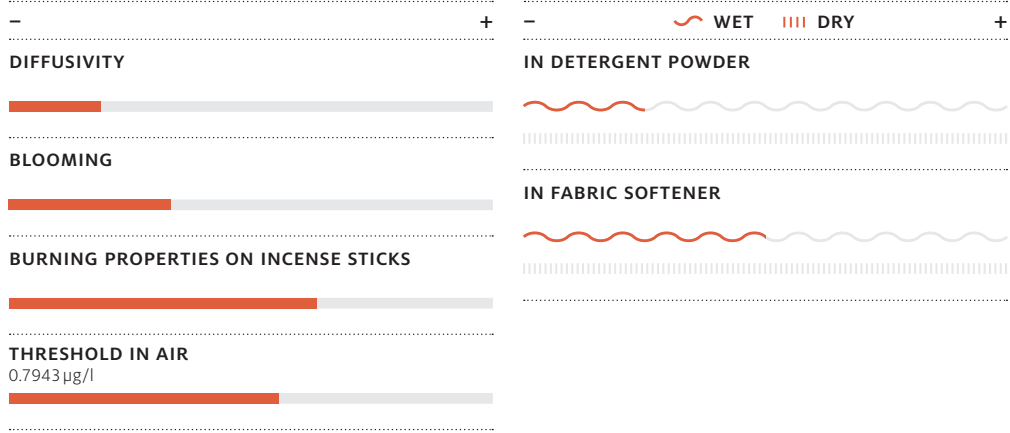 – +
DIFFUSIVITY
BLOOMING
BURNING PROPERTIES ON INCENSE STICKS
THRESHOLD IN AIR
0.7943 µg/l
– WET DRY +
IN DETERGENT POWDER
IN FABRIC SOFTENER